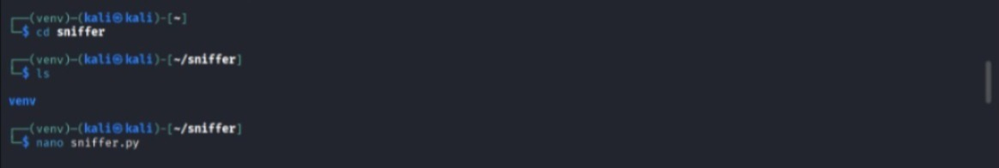 ┌──(venv)─(kali㉿kali)-[~]
└─$ cd sniffer
┌──(venv)─(kali㉿kali)-[~/sniffer]
└─$ ls
venv
┌──(venv)─(kali㉿kali)-[~/sniffer]
└─$ nano sniffer.py